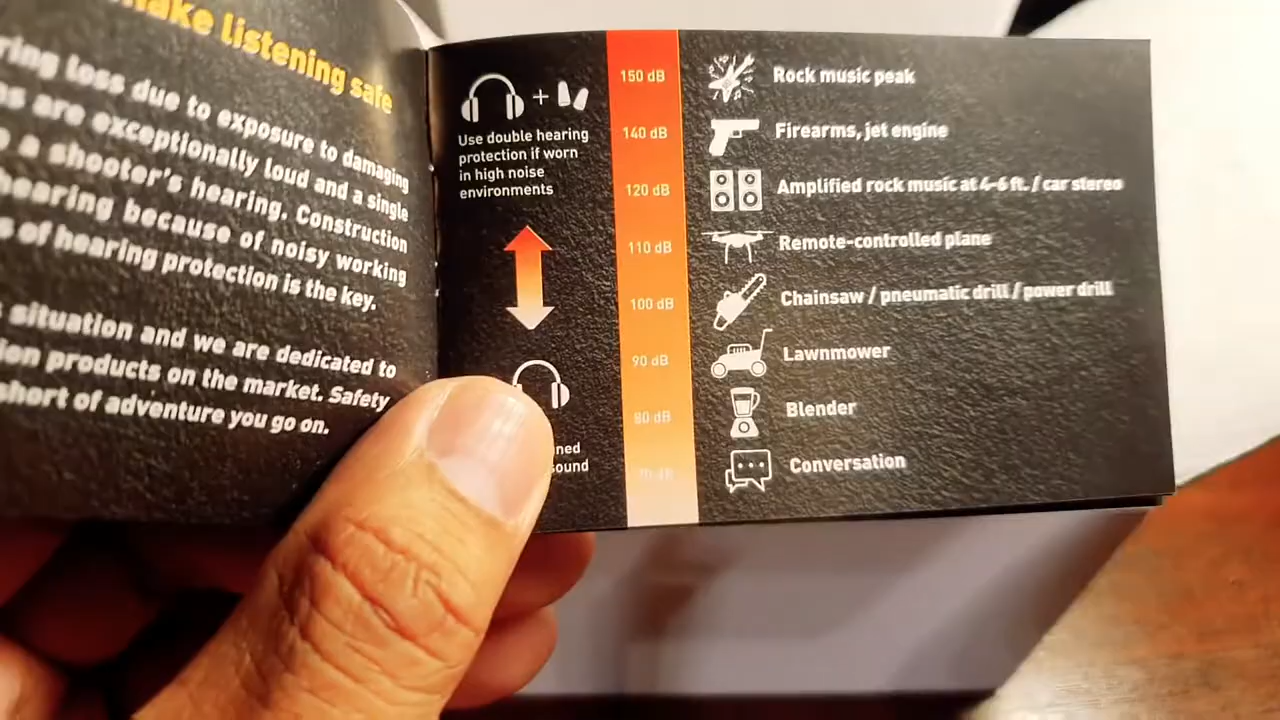 make listening safe
ring loss due to exposure to damaging
ns are exceptionally loud and a single
a shooter's hearing. Construction
hearing because of noisy working
s of hearing protection is the key.
situation and we are dedicated to
ion products on the market. Safety
short of adventure you go on.
Use double hearing
protection if worn
in high noise
environments
ned
sound
150 dB Rock music peak
140 dB Firearms, jet engine
120 dB Amplified rock music at 4-6 ft. / car stereo
110 dB Remote-controlled plane
100 dB Chainsaw / pneumatic drill / power drill
90 dB Lawnmower
80 dB Blender
70 dB Conversation